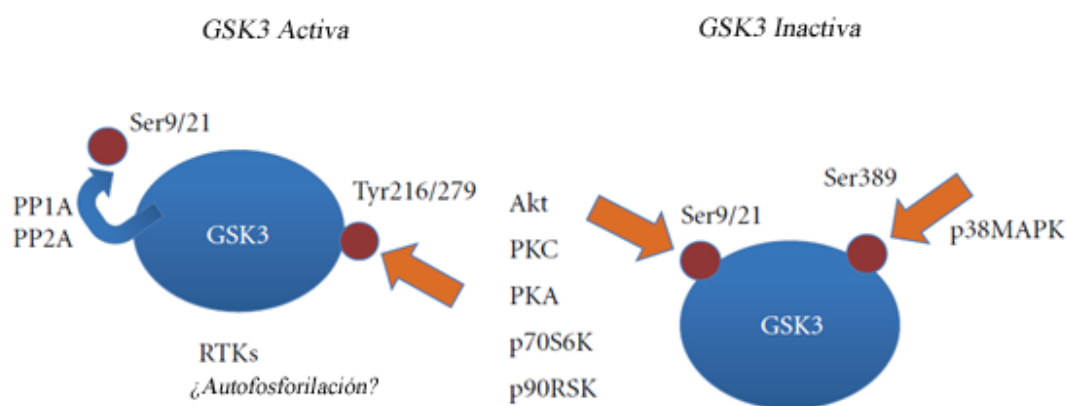 GSK3 Activa
Ser9/21
PP1A
PP2A
GSK3
Tyr216/279
RTKs
¿Autofosforilación?
GSK3 Inactiva
Akt
PKC
PKA
p70S6K
p90RSK
Ser9/21
Ser389
p38MAPK
GSK3